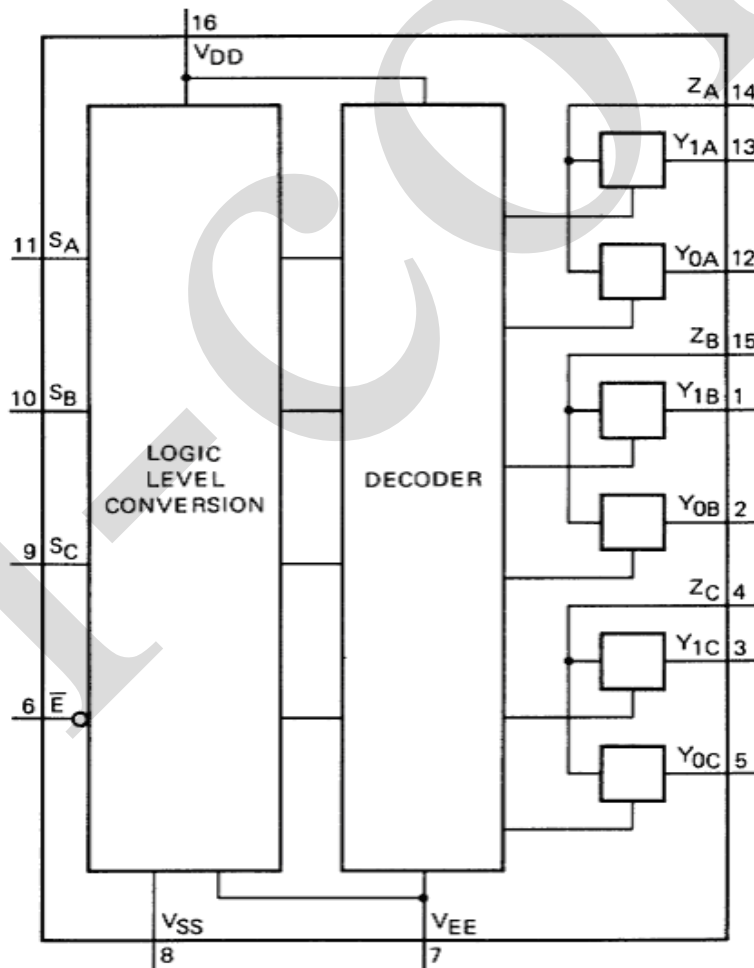 16
VDD
ZA 14
Y1A 13
11 SA
Y0A 12
ZB 15
10 SB
Y1B 1
LOGIC
LEVEL
CONVERSION
DECODER
Y0B 2
9 SC
ZC 4
Y1C 3
6 E̅
Y0C 5
VSS
VEE
8
7